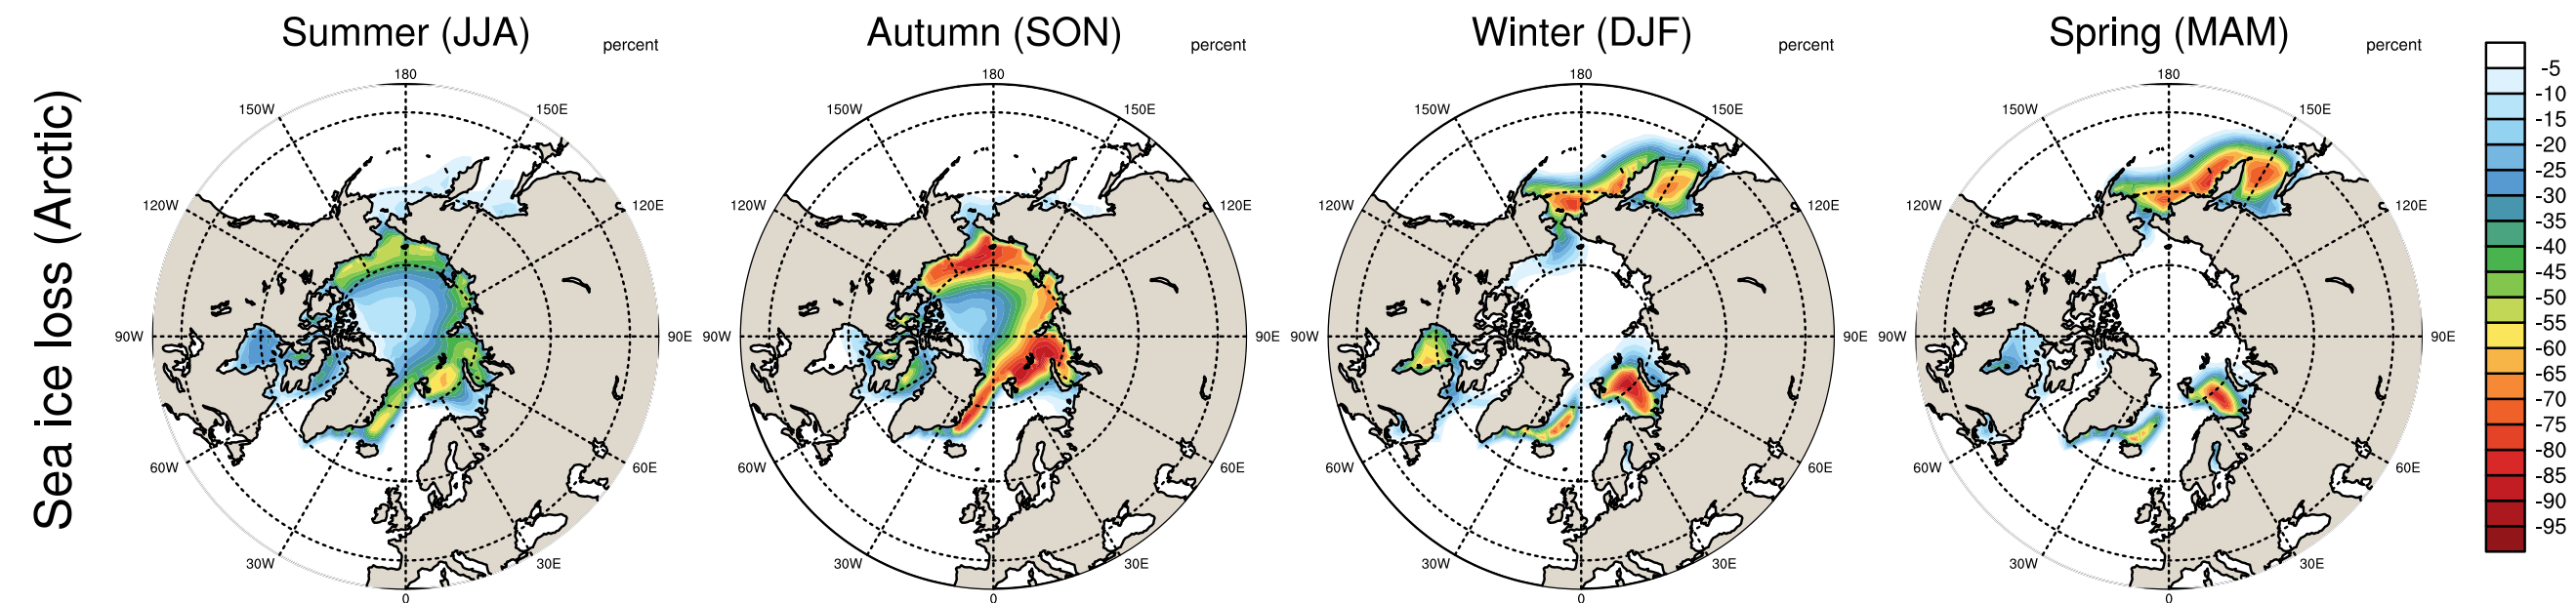 Sea ice loss (Arctic)
Summer (JJA)
percent
180
150W
150E
120W
120E
90W
90E
60W
60E
30W
30E
0
Autumn (SON)
percent
180
150W
150E
120W
120E
90W
90E
60W
60E
30W
30E
0
Winter (DJF)
percent
180
150W
150E
120W
120E
90W
90E
60W
60E
30W
30E
0
Spring (MAM)
percent
180
150W
150E
120W
120E
90W
90E
60W
60E
30W
30E
0
-5
-10
-15
-20
-25
-30
-35
-40
-45
-50
-55
-60
-65
-70
-75
-80
-85
-90
-95